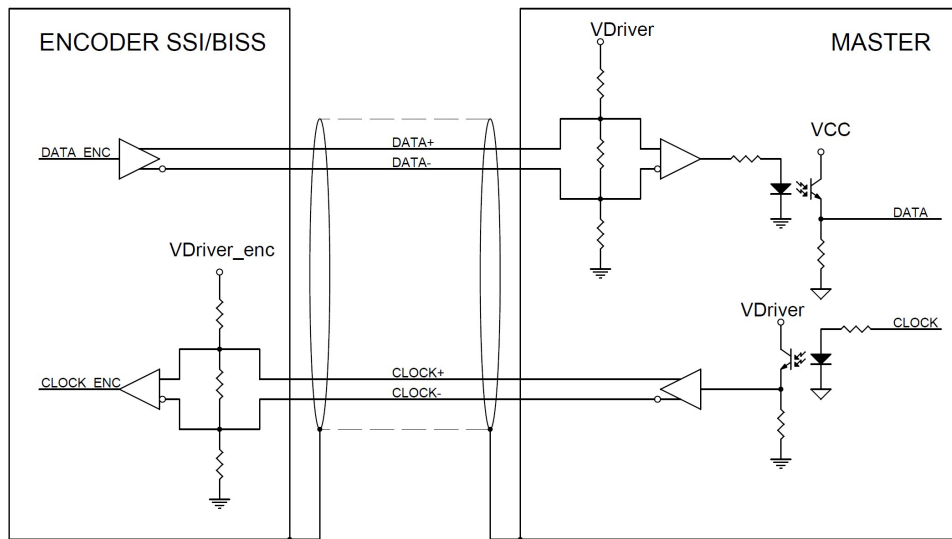 ENCODER SSI/BISS
MASTER
VDriver
VCC
DATA_ENC
DATA+
DATA-
DATA
VDriver_enc
VDriver
CLOCK
CLOCK_ENC
CLOCK+
CLOCK-